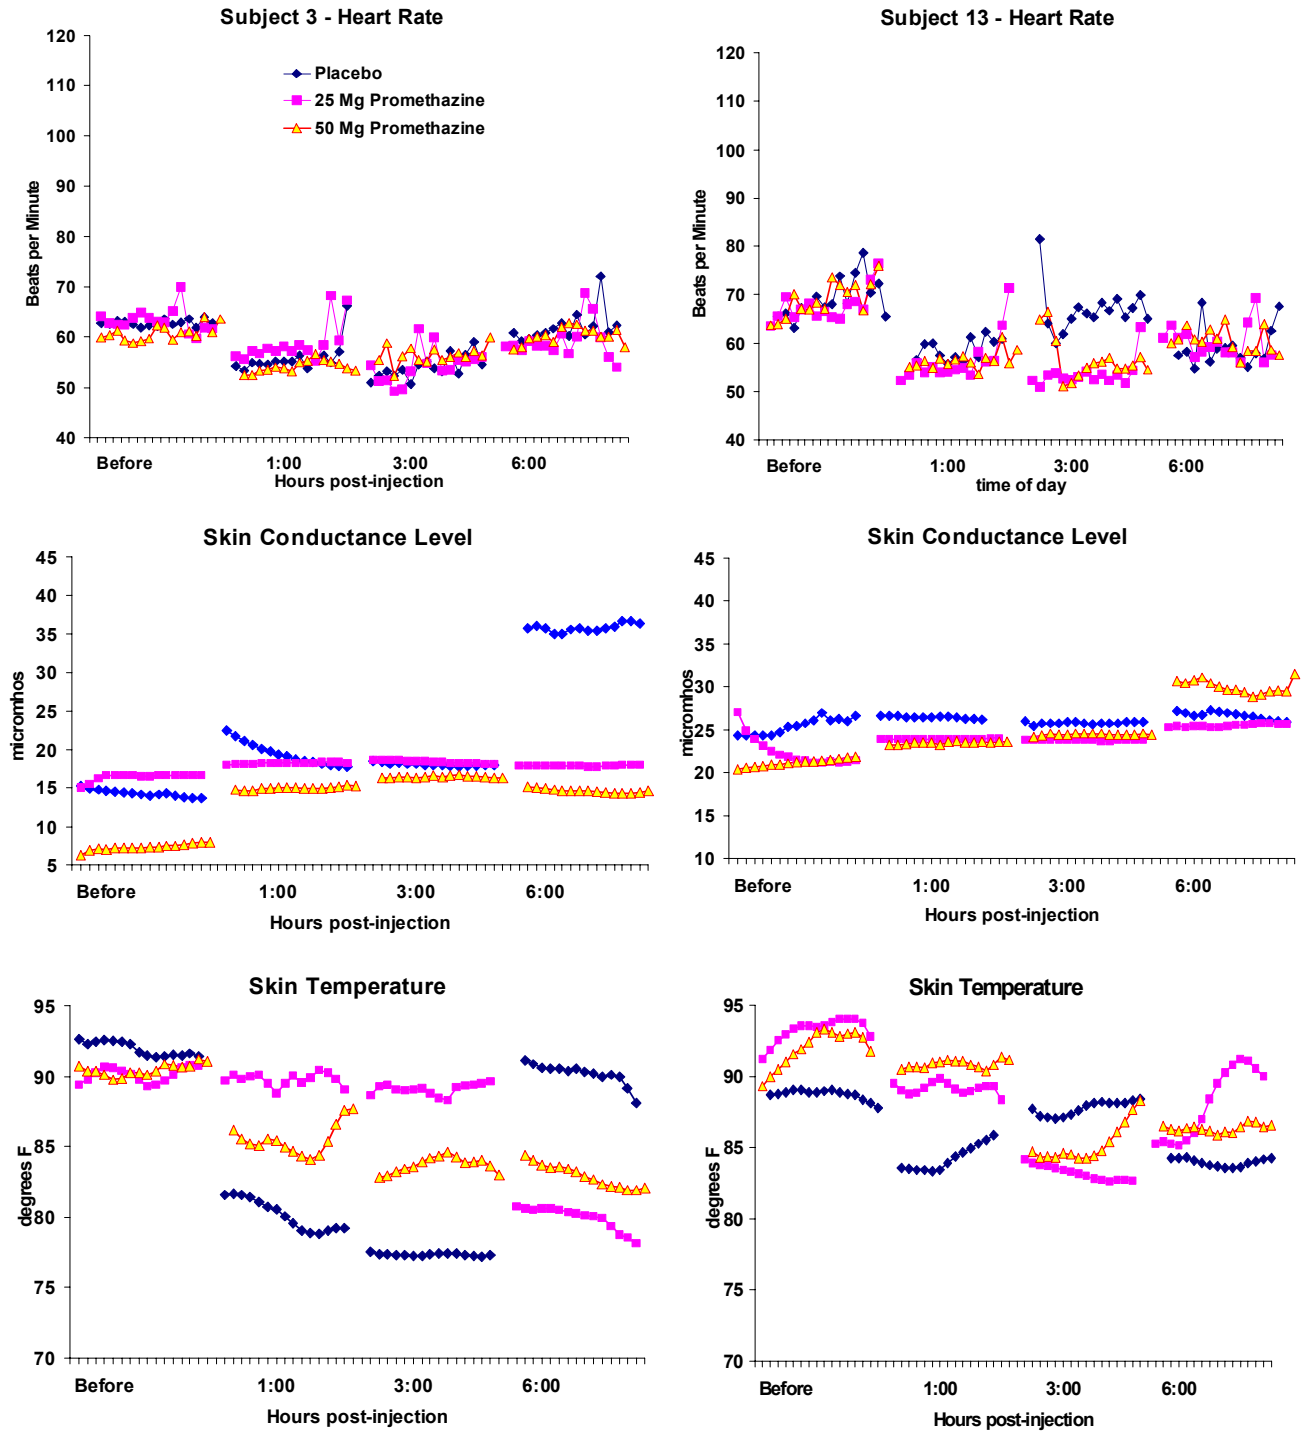 Subject 3 - Heart Rate
120
110
100
90
80
70
60
50
40
Beats per Minute
Placebo
25 Mg Promethazine
50 Mg Promethazine
Before 1:00 3:00 6:00
Hours post-injection
Subject 13 - Heart Rate
120
110
100
90
80
70
60
50
40
Beats per Minute
Before 1:00 3:00 6:00
time of day
Skin Conductance Level
45
40
35
30
25
20
15
10
5
micromhos
Before 1:00 3:00 6:00
Hours post-injection
Skin Conductance Level
45
40
35
30
25
20
15
10
micromhos
Before 1:00 3:00 6:00
Hours post-injection
Skin Temperature
95
90
85
80
75
70
degrees F
Before 1:00 3:00 6:00
Hours post-injection
Skin Temperature
95
90
85
80
75
70
degrees F
Before 1:00 3:00 6:00
Hours post-injection